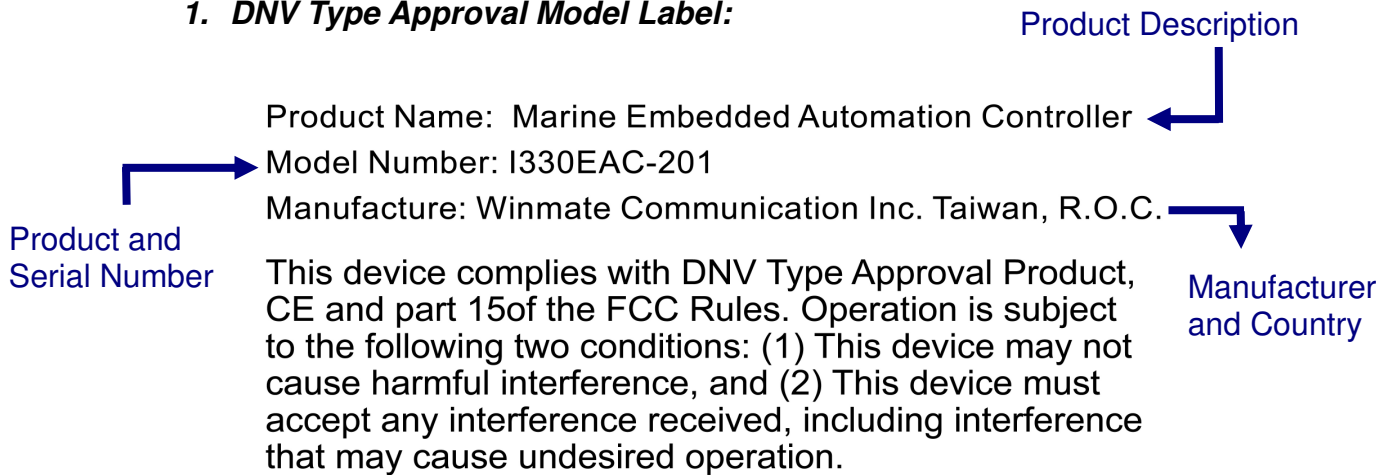 1. DNV Type Approval Model Label:
Product Description
Product Name: Marine Embedded Automation Controller
Model Number: I330EAC-201
Manufacture: Winmate Communication Inc. Taiwan, R.O.C.
Product and
Serial Number
Manufacturer
and Country
This device complies with DNV Type Approval Product,
CE and part 15of the FCC Rules. Operation is subject
to the following two conditions: (1) This device may not
cause harmful interference, and (2) This device must
accept any interference received, including interference
that may cause undesired operation.